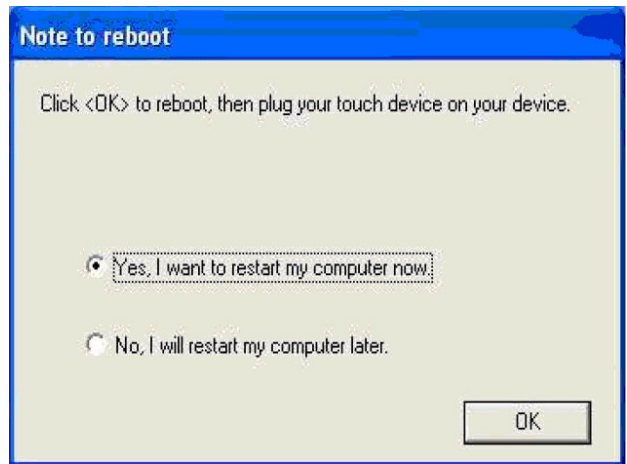 Note to reboot
Click <OK> to reboot, then plug your touch device on your device.
Yes, I want to restart my computer now.
No, I will restart my computer later.
OK